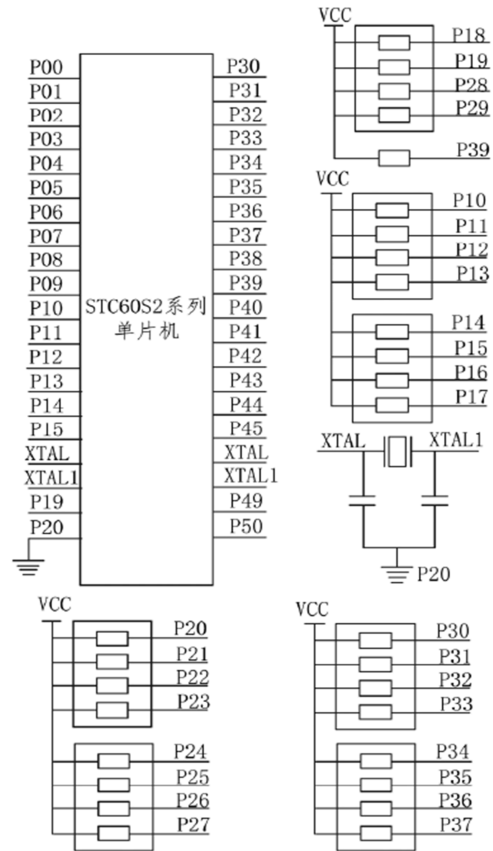 P00
P01
P02
P03
P04
P05
P06
P07
P08
P09
P10
P11
P12
P13
P14
P15
XTAL
XTAL1
P19
P20
STC60S2系列
单片机
P30
P31
P32
P33
P34
P35
P36
P37
P38
P39
P40
P41
P42
P43
P44
P45
XTAL
XTAL1
P49
P50
VCC
P18
P19
P28
P29
P39
VCC
P10
P11
P12
P13
P14
P15
P16
P17
XTAL
XTAL1
P20
VCC
P20
P21
P22
P23
P24
P25
P26
P27
VCC
P30
P31
P32
P33
P34
P35
P36
P37